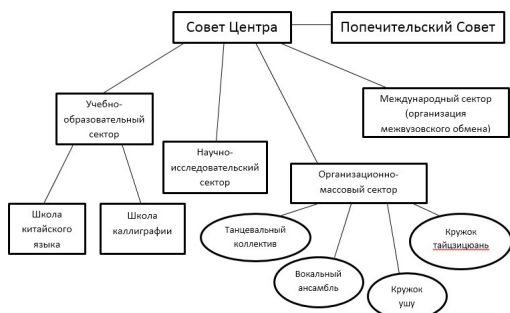 Совет Центра
Попечительский Совет
Учебно-
образовательный
сектор
Научно-
исследовательский
сектор
Международный сектор
(организация
межвузовского обмена)
Организационно-
массовый сектор
Школа
китайского
языка
Школа
каллиграфии
Танцевальный
коллектив
Вокальный
ансамбль
Кружок
ушу
Кружок
тайцзицюань